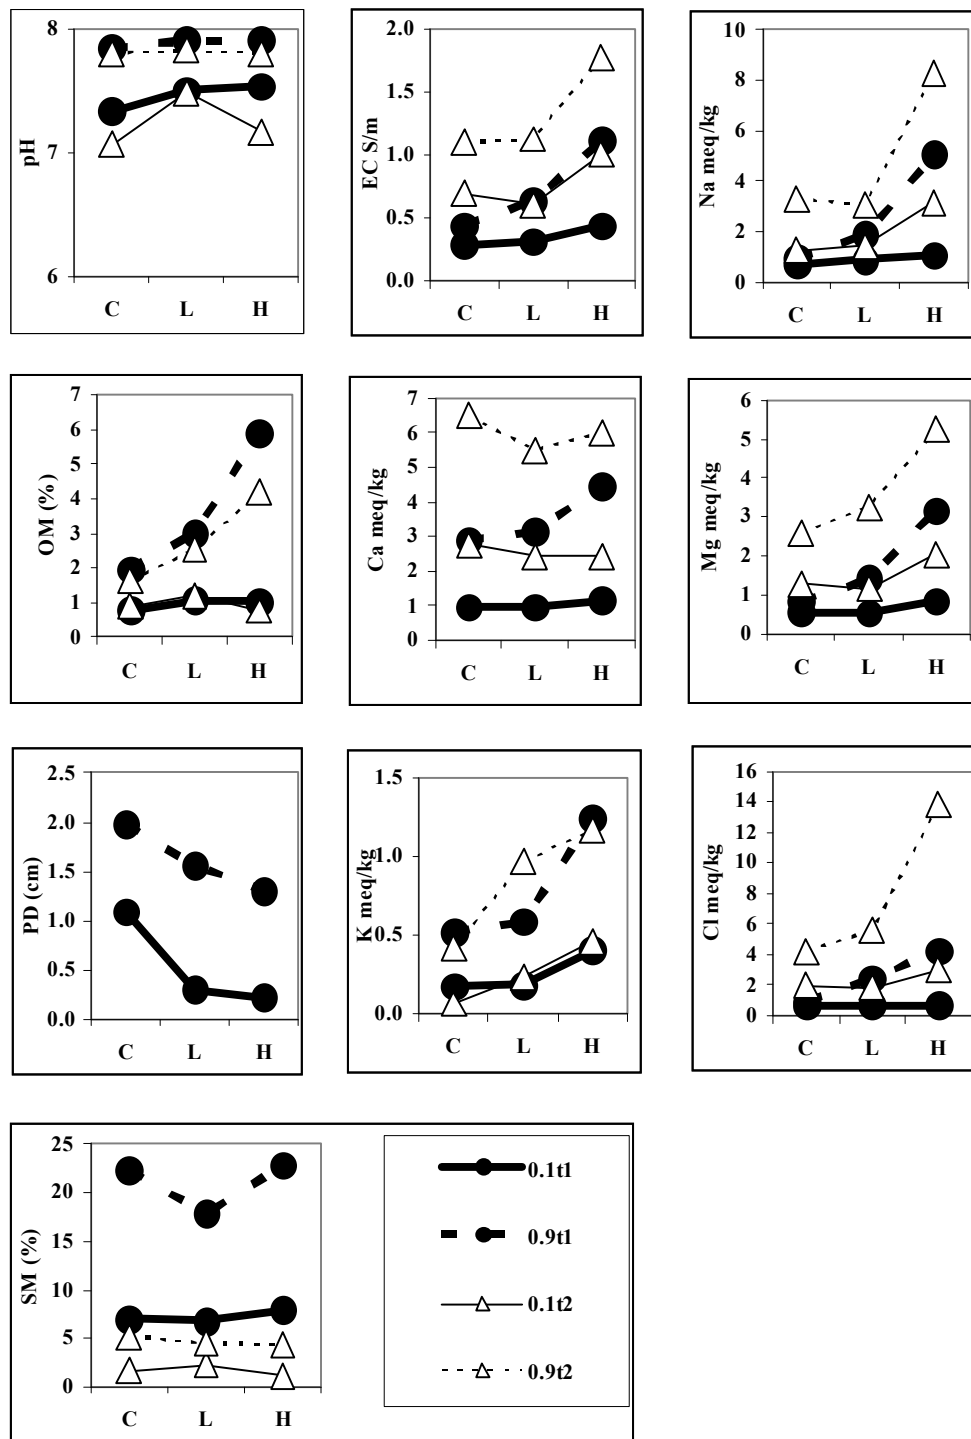 pH
8
7
6
C L H
EC S/m
2.0
1.5
1.0
0.5
0.0
C L H
Na meq/kg
10
8
6
4
2
0
C L H
OM (%)
7
6
5
4
3
2
1
0
C L H
Ca meq/kg
7
6
5
4
3
2
1
0
C L H
Mg meq/kg
6
5
4
3
2
1
0
C L H
PD (cm)
2.5
2.0
1.5
1.0
0.5
0.0
C L H
K meq/kg
1.5
1.0
0.5
0.0
C L H
Cl meq/kg
16
14
12
10
8
6
4
2
0
C L H
SM (%)
25
20
15
10
5
0
C L H
0.1t1
0.9t1
0.1t2
0.9t2